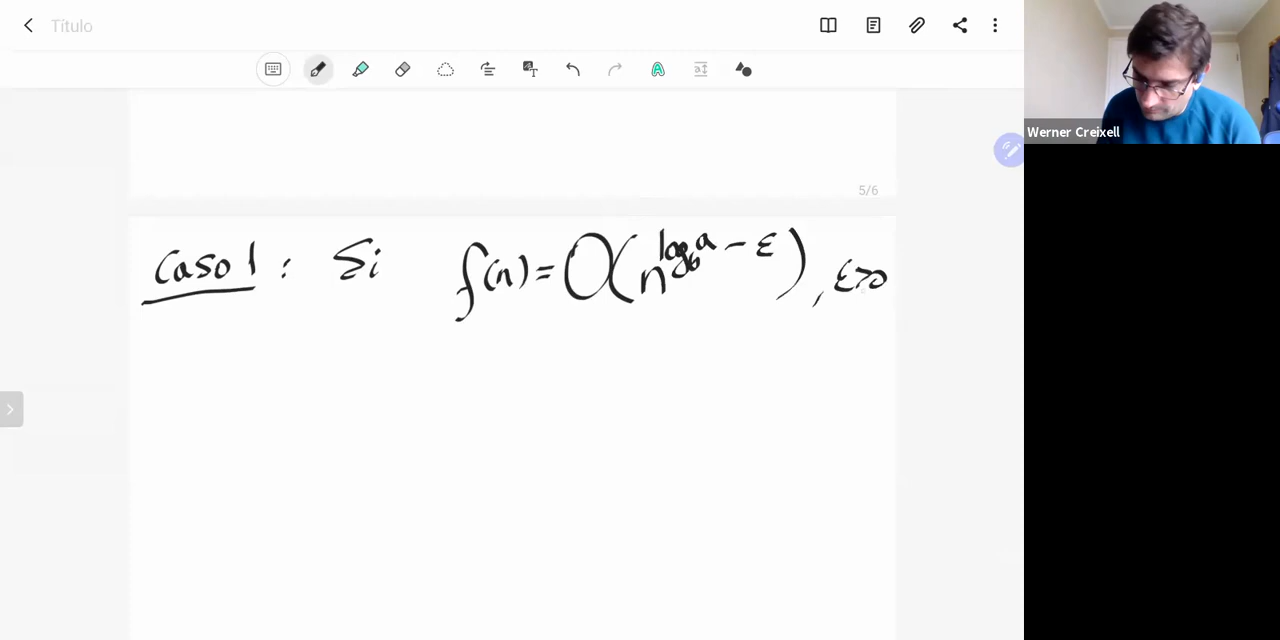 Título
Werner Creixell
5/6
Caso 1 : Si f(n) = O(n^{log_b a - ε}), ε>0